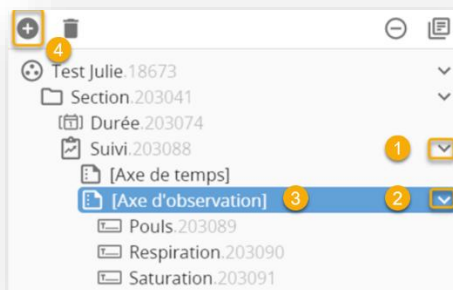 4
Test Julie.18673
Section.203041
Durée.203074
Suivi.203088 1
[Axe de temps]
[Axe d'observation] 3 2
Pouls.203089
Respiration.203090
Saturation.203091